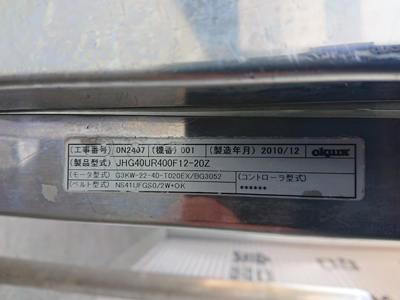 (工事番号) 0N2407 (機番) 001 (製造年月) 2010/12 okura
(製品型式) JHG40UR400F12-20Z
(モータ型式) G3KW-22-40-T020EX/BG3052 (コントローラ型式)
(ベルト型式) NS41UFGS0/2W・OK ******